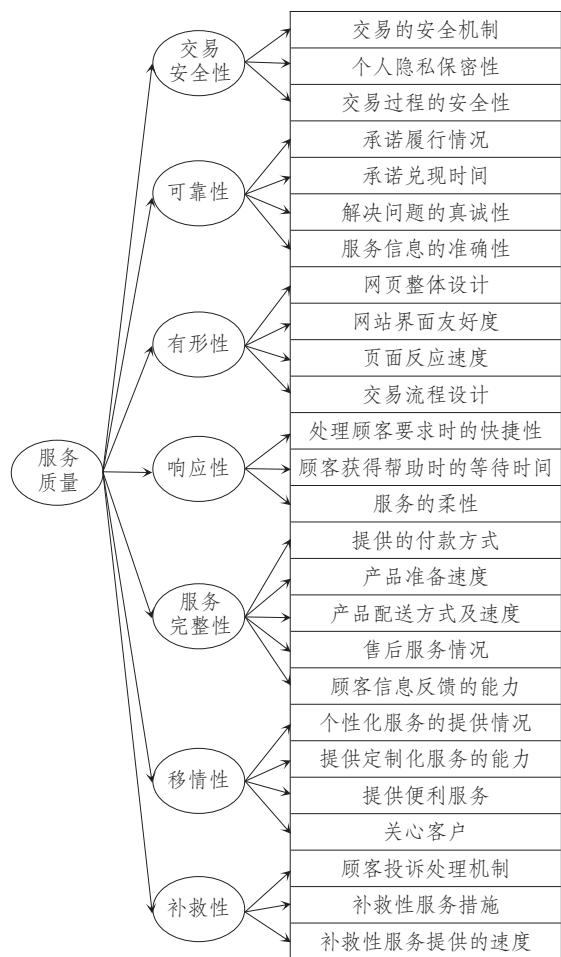 服务
质量
交易
安全性
交易的安全机制
个人隐私保密性
交易过程的安全性
可靠性
承诺履行情况
承诺兑现时间
解决问题的真诚性
服务信息的准确性
有形性
网页整体设计
网站界面友好度
页面反应速度
交易流程设计
响应性
处理顾客要求时的快捷性
顾客获得帮助时的等待时间
服务的柔性
服务
完整性
提供的付款方式
产品准备速度
产品配送方式及速度
售后服务情况
顾客信息反馈的能力
移情性
个性化服务的提供情况
提供定制化服务的能力
提供便利服务
关心客户
补救性
顾客投诉处理机制
补救性服务措施
补救性服务提供的速度